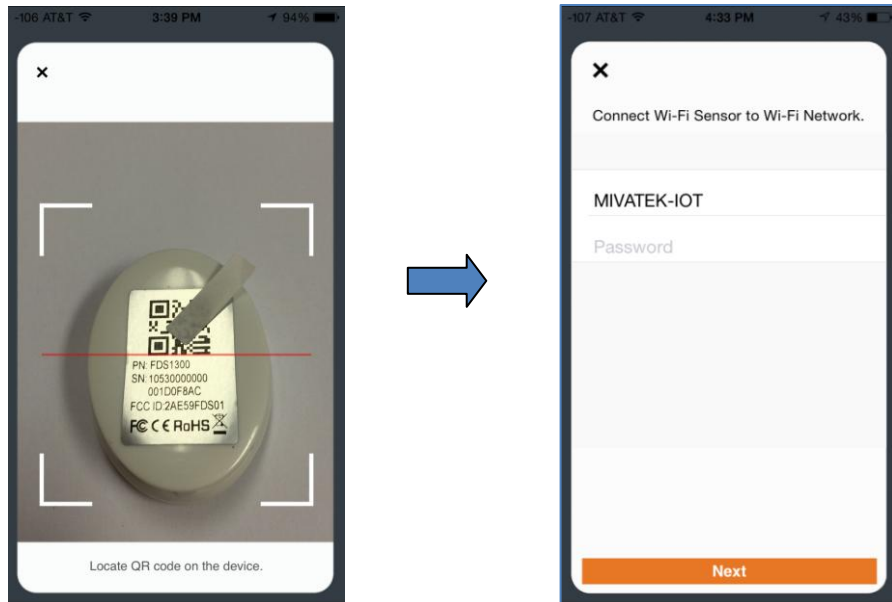 -106 AT&T 3:39 PM 94%
×
PN: FDS1300
SN: 10530000000
001D0F8AC
FCC ID:2AE59FDS01
FC CE RoHS
Locate QR code on the device.
-107 AT&T 4:33 PM 43%
×
Connect Wi-Fi Sensor to Wi-Fi Network.
MIVATEK-IOT
Password
Next